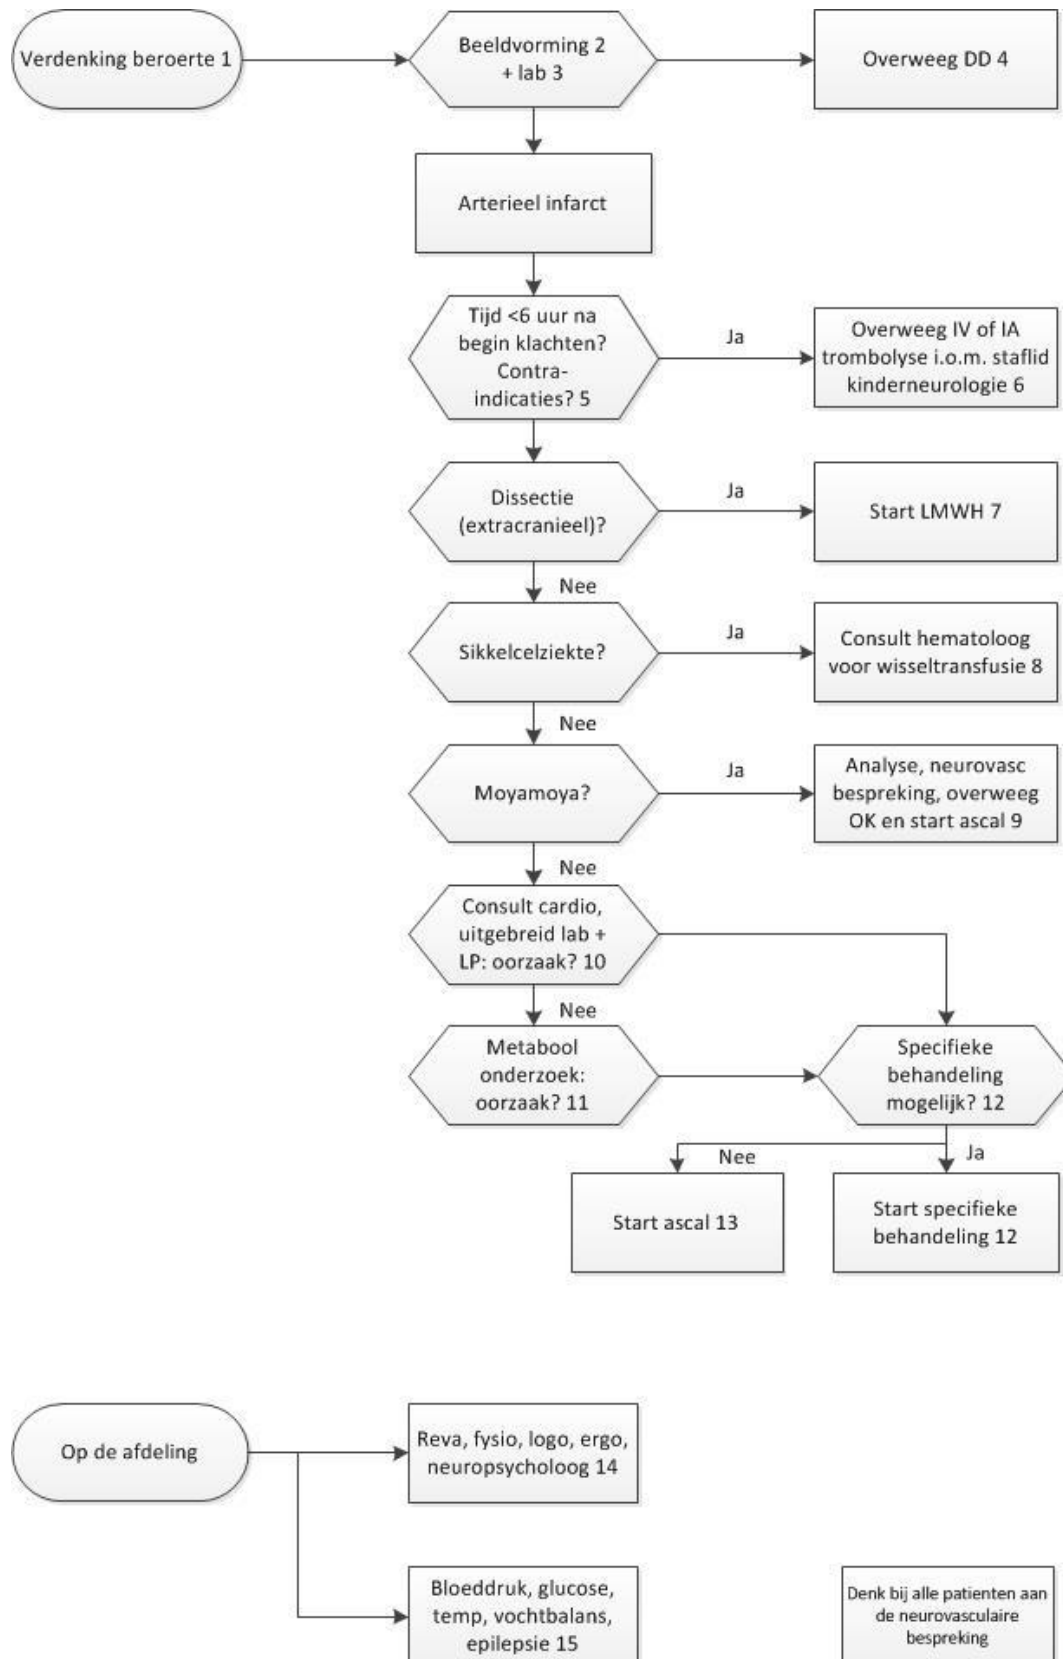 Verdenking beroerte 1
Beeldvorming 2
+ lab 3
Overweeg DD 4
Arterieel infarct
Tijd <6 uur na
begin klachten?
Contra-
indicaties? 5
Ja
Overweeg IV of IA
trombolyse i.o.m. staflid
kinderneurologie 6
Dissectie
(extracranieel)?
Ja
Start LMWH 7
Nee
Sikkelcelziekte?
Ja
Consult hematoloog
voor wisseltransfusie 8
Nee
Moyamoya?
Ja
Analyse, neurovasc
bespreking, overweeg
OK en start ascal 9
Nee
Consult cardio,
uitgebreid lab +
LP: oorzaak? 10
Nee
Metabool
onderzoek:
oorzaak? 11
Specifieke
behandeling
mogelijk? 12
Nee
Ja
Start ascal 13
Start specifieke
behandeling 12
Op de afdeling
Reva, fysio, logo, ergo,
neuropsycholoog 14
Bloeddruk, glucose,
temp, vochtbalans,
epilepsie 15
Denk bij alle patienten aan
de neurovasculaire
bespreking